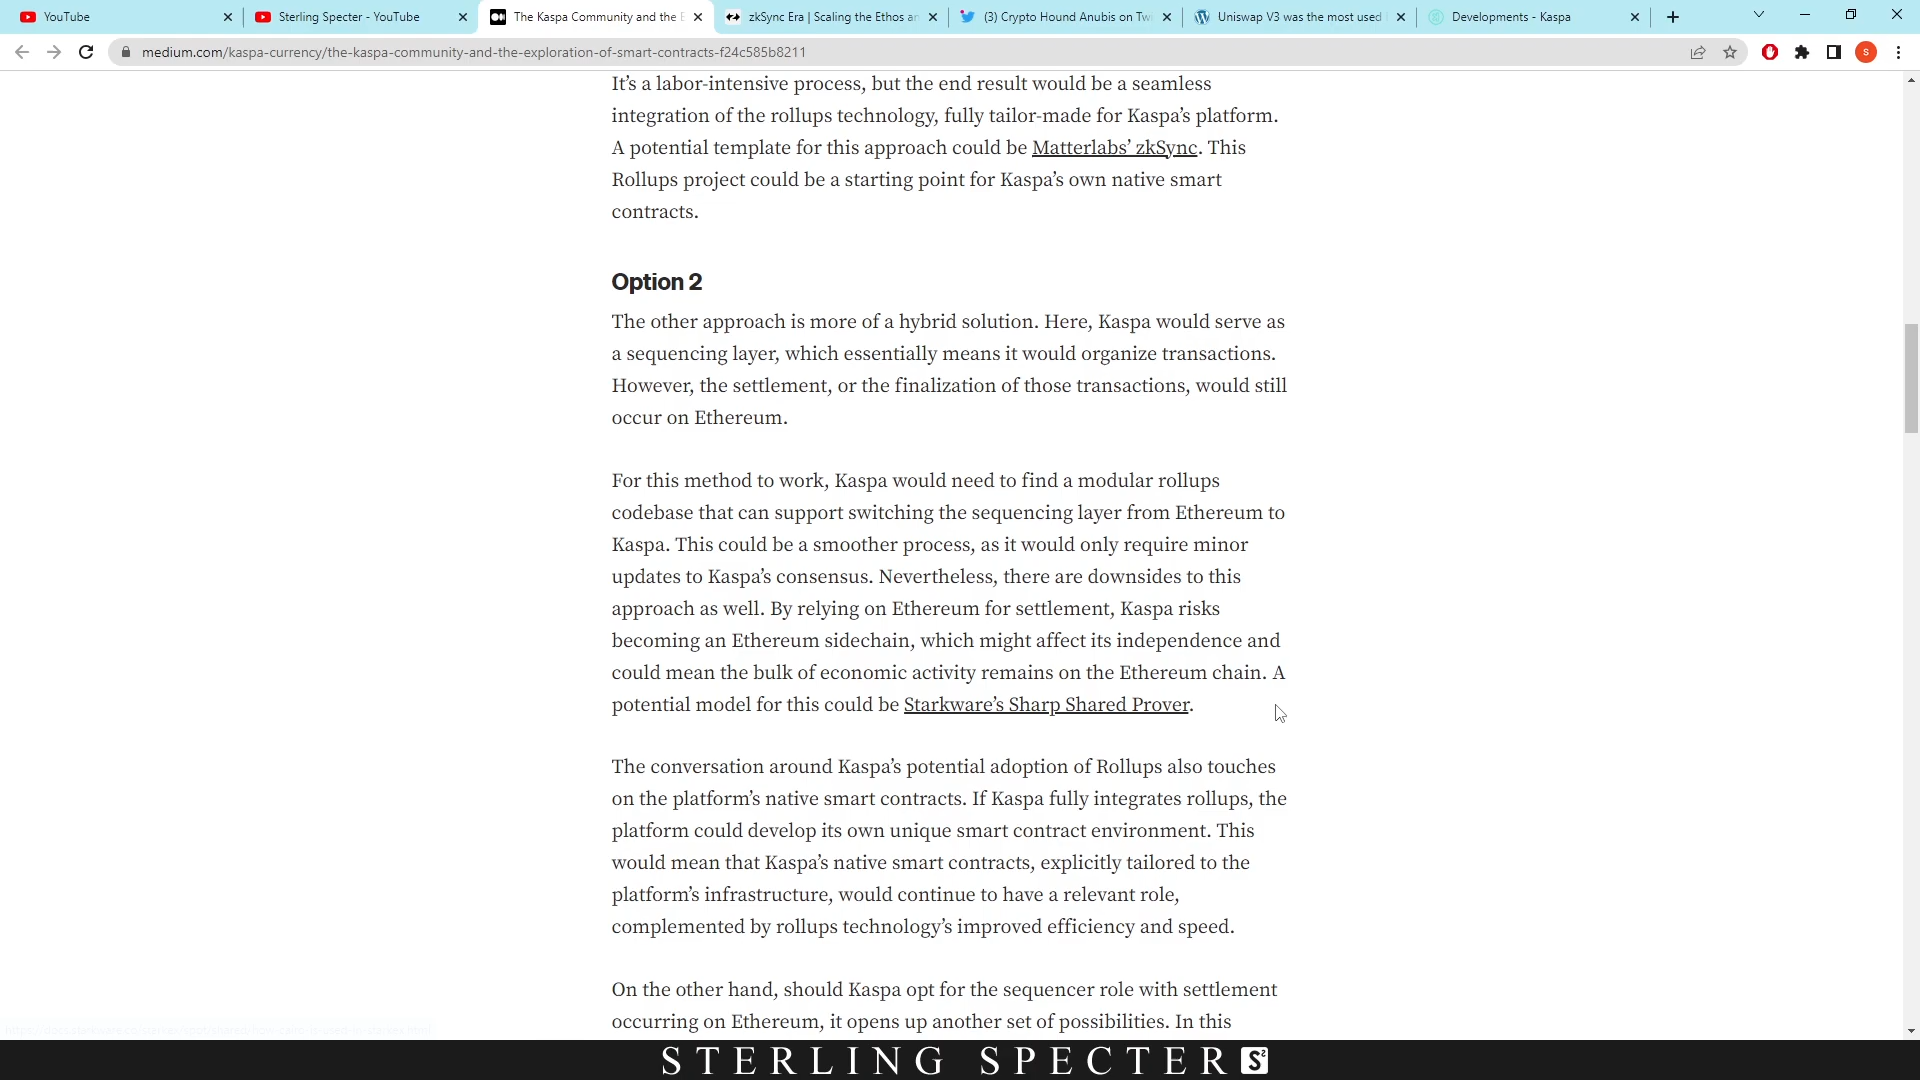 YouTube
Sterling Specter - YouTube
The Kaspa Community and the E
zkSync Era | Scaling the Ethos an
(3) Crypto Hound Anubis on Tw
Uniswap V3 was the most used
Developments - Kaspa
medium.com/kaspa-currency/the-kaspa-community-and-the-exploration-of-smart-contracts-f24c585b8211
S
It’s a labor-intensive process, but the end result would be a seamless
integration of the rollups technology, fully tailor-made for Kaspa’s platform.
A potential template for this approach could be Matterlabs’ zkSync. This
Rollups project could be a starting point for Kaspa’s own native smart
contracts.
Option 2
The other approach is more of a hybrid solution. Here, Kaspa would serve as
a sequencing layer, which essentially means it would organize transactions.
However, the settlement, or the finalization of those transactions, would still
occur on Ethereum.
For this method to work, Kaspa would need to find a modular rollups
codebase that can support switching the sequencing layer from Ethereum to
Kaspa. This could be a smoother process, as it would only require minor
updates to Kaspa’s consensus. Nevertheless, there are downsides to this
approach as well. By relying on Ethereum for settlement, Kaspa risks
becoming an Ethereum sidechain, which might affect its independence and
could mean the bulk of economic activity remains on the Ethereum chain. A
potential model for this could be Starkware’s Sharp Shared Prover.
The conversation around Kaspa’s potential adoption of Rollups also touches
on the platform’s native smart contracts. If Kaspa fully integrates rollups, the
platform could develop its own unique smart contract environment. This
would mean that Kaspa’s native smart contracts, explicitly tailored to the
platform’s infrastructure, would continue to have a relevant role,
complemented by rollups technology’s improved efficiency and speed.
On the other hand, should Kaspa opt for the sequencer role with settlement
occurring on Ethereum, it opens up another set of possibilities. In this
STERLING SPECTER S²